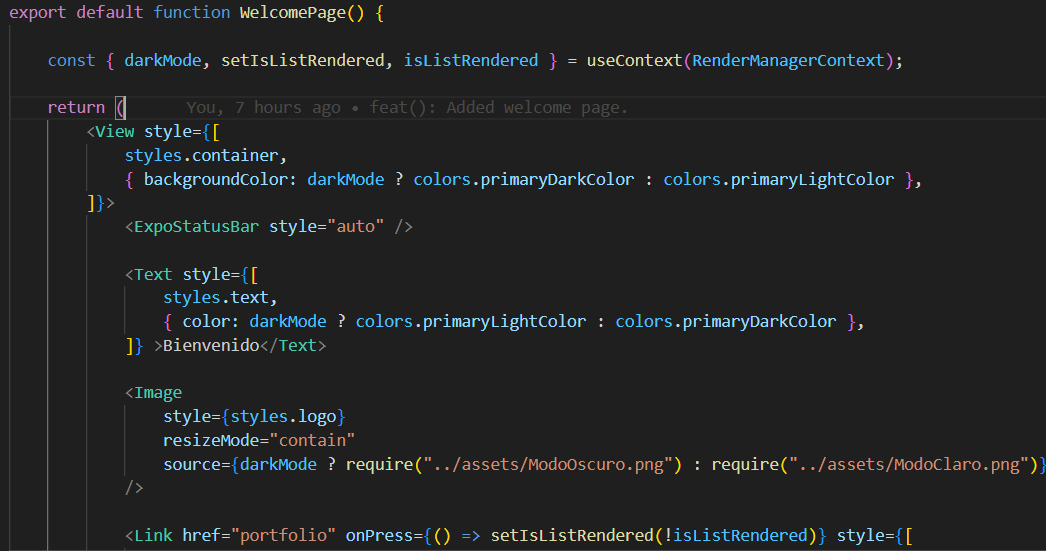 export default function WelcomePage() {
const { darkMode, setIsListRendered, isListRendered } = useContext(RenderManagerContext);
return (        You, 7 hours ago • feat(): Added welcome page.
<View style={[
styles.container,
{ backgroundColor: darkMode ? colors.primaryDarkColor : colors.primaryLightColor },
]}>
<ExpoStatusBar style="auto" />
<Text style={[
styles.text,
{ color: darkMode ? colors.primaryLightColor : colors.primaryDarkColor },
]} >Bienvenido</Text>
<Image
style={styles.logo}
resizeMode="contain"
source={darkMode ? require("../assets/ModoOscuro.png") : require("../assets/ModoClaro.png")}
/>
<Link href="portfolio" onPress={() => setIsListRendered(!isListRendered)} style={[